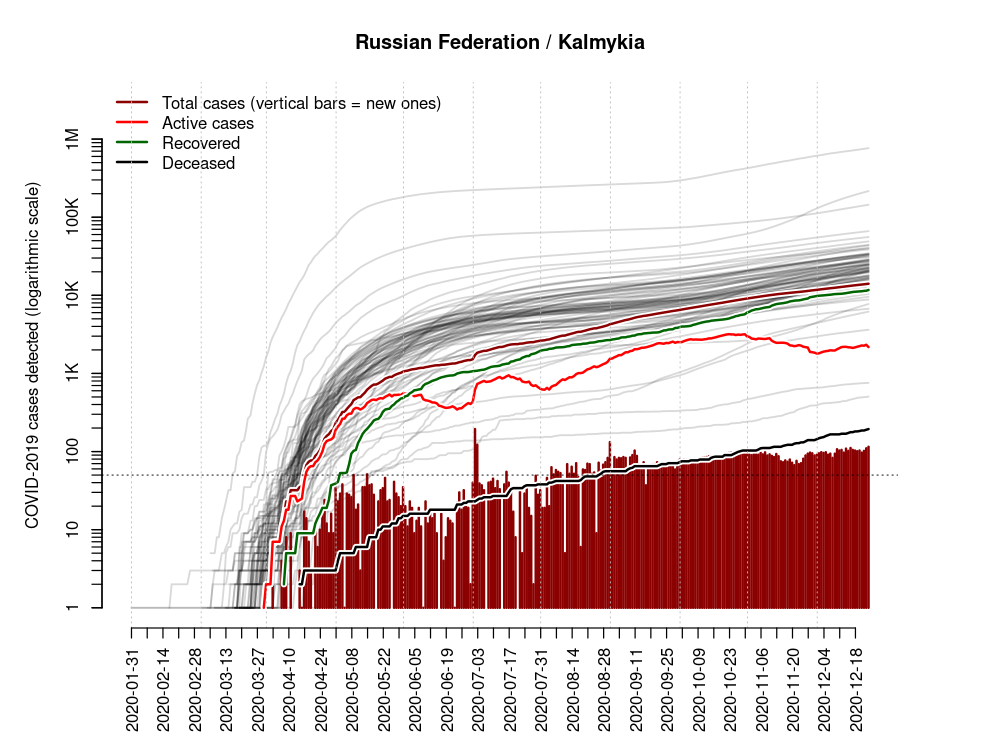 Russian Federation / Kalmykia
Total cases (vertical bars = new ones)
Active cases
Recovered
Deceased
COVID-2019 cases detected (logarithmic scale)
1M
100K
10K
1K
100
10
1
2020-01-31
2020-02-14
2020-02-28
2020-03-13
2020-03-27
2020-04-10
2020-04-24
2020-05-08
2020-05-22
2020-06-05
2020-06-19
2020-07-03
2020-07-17
2020-07-31
2020-08-14
2020-08-28
2020-09-11
2020-09-25
2020-10-09
2020-10-23
2020-11-06
2020-11-20
2020-12-04
2020-12-18